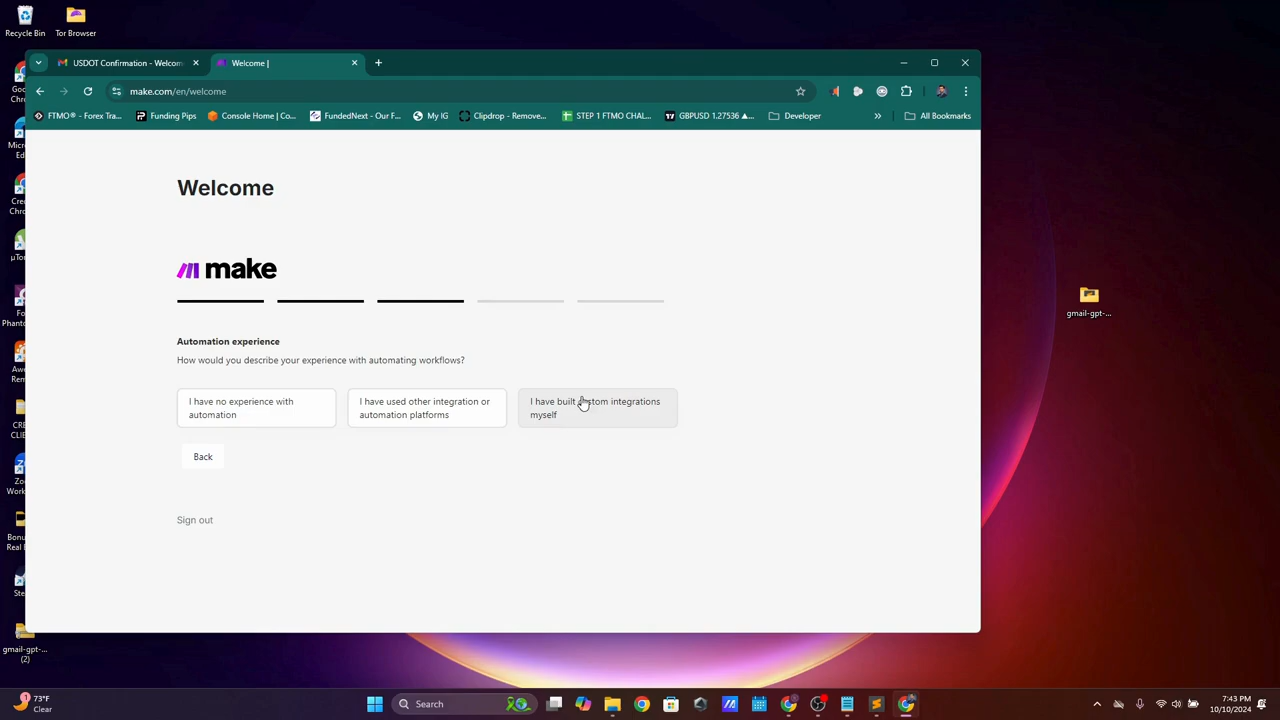 Recycle Bin
Tor Browser
USDOT Confirmation - Welcom
Welcome |
make.com/en/welcome
FTMO® - Forex Tra...
Funding Pips
Console Home | Co...
FundedNext - Our F...
My IG
Clipdrop - Remove...
STEP 1 FTMO CHAL...
GBPUSD 1.27536 ▲...
Developer
»
All Bookmarks
Welcome
make
Automation experience
How would you describe your experience with automating workflows?
I have no experience with
automation
I have used other integration or
automation platforms
I have built custom integrations
myself
Back
Sign out
gmail-gpt-...
gmail-gpt-...
(2)
73°F
Clear
Search
7:43 PM
10/10/2024